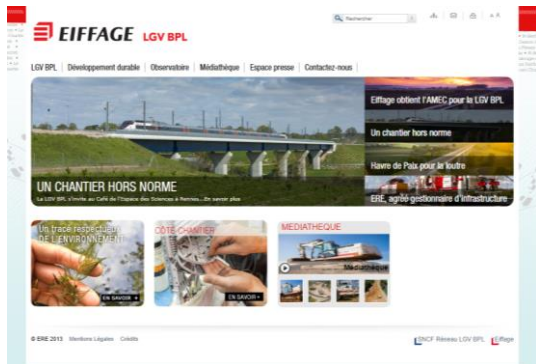 Rechercher
A A
EIFFAGE LGV BPL
LGV BPL Développement durable Observatoire Médiathèque Espace presse Contactez-nous
Eiffage obtient l'AMEC pour la LGV BPL
Un chantier hors norme
Havre de Paix pour la loutre
ERE, agréé gestionnaire d'infrastructure
UN CHANTIER HORS NORME
La LGV BPL s'invite au Café de l'Espace des Sciences à Rennes...En savoir plus
Un tracé respectueux
DE L'ENVIRONNEMENT
EN SAVOIR +
CÔTÉ CHANTIER
EN SAVOIR +
MEDIATHEQUE
Médiathèque
© ERE 2013 Mentions Légales Crédits
SNCF Réseau LGV BPL Eiffage